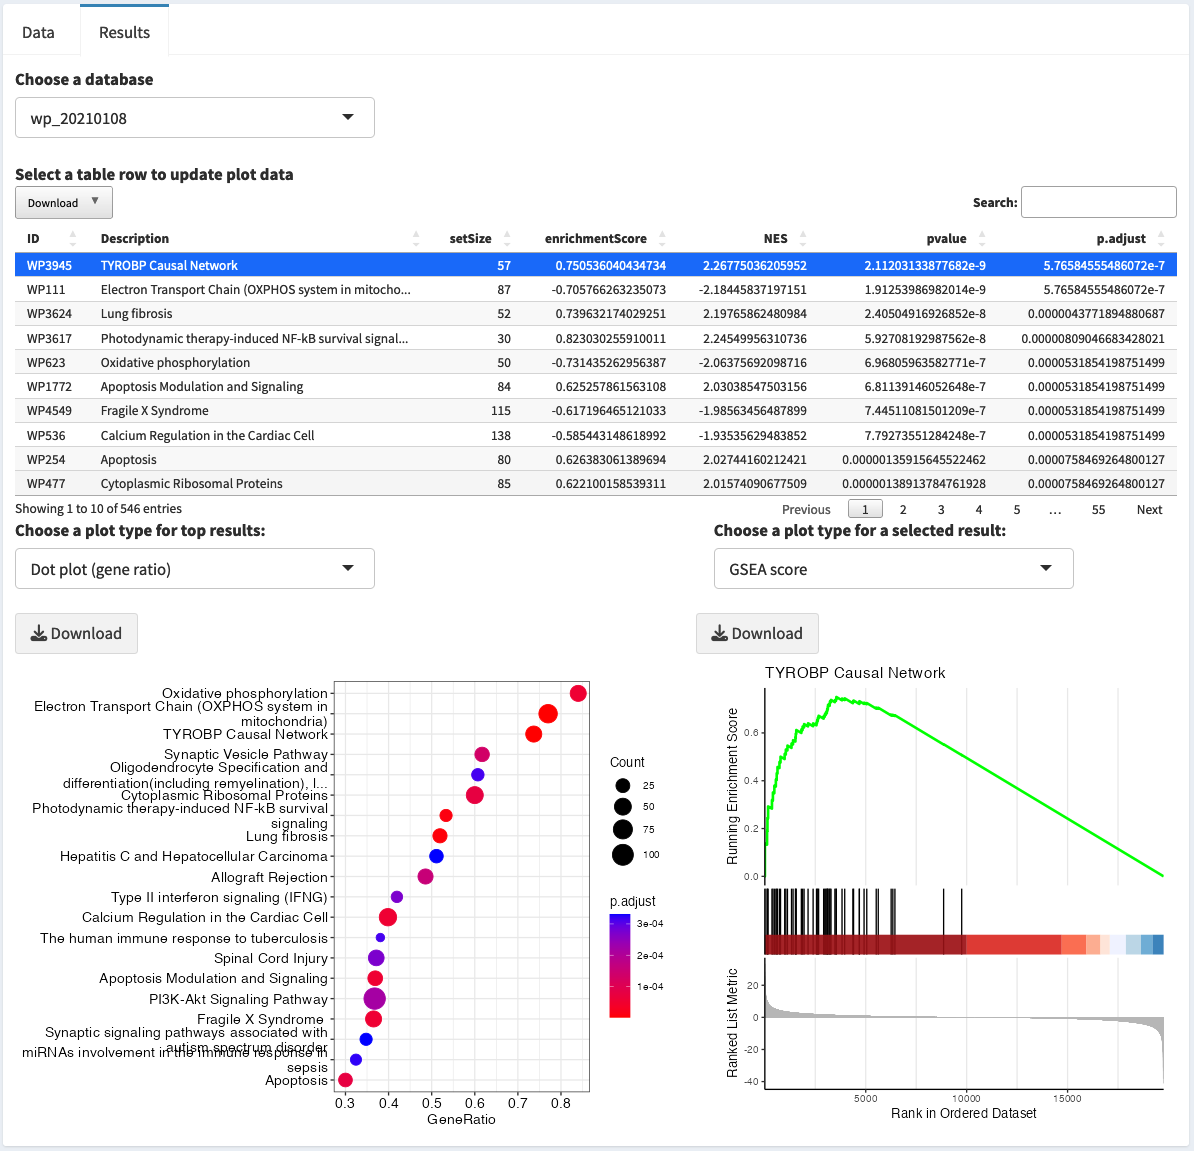 Data Results
Choose a database
wp_20210108
Select a table row to update plot data
Download ▼ Search:
ID Description setSize enrichmentScore NES pvalue p.adjust
WP3945 TYROBP Causal Network 57 0.750536040434734 2.26775036205952 2.11203133877682e-9 5.76584555486072e-7
WP111 Electron Transport Chain (OXPHOS system in mitocho... 87 -0.705766263235073 -2.18445837197151 1.91253986982014e-9 5.76584555486072e-7
WP3624 Lung fibrosis 52 0.739632174029251 2.19765862480984 2.40504916926852e-8 0.0000043771894880687
WP3617 Photodynamic therapy-induced NF-kB survival signal... 30 0.823030255910011 2.24549956310736 5.92708192987562e-8 0.00000809046683428021
WP623 Oxidative phosphorylation 50 -0.731435262956387 -2.06375692098716 6.96805963582771e-7 0.0000531854198751499
WP1772 Apoptosis Modulation and Signaling 84 0.625257861563108 2.03038547503156 6.81139146052648e-7 0.0000531854198751499
WP4549 Fragile X Syndrome 115 -0.617196465121033 -1.98563456487899 7.44511081501209e-7 0.0000531854198751499
WP536 Calcium Regulation in the Cardiac Cell 138 -0.585443148618992 -1.93535629483852 7.79273551284248e-7 0.0000531854198751499
WP254 Apoptosis 80 0.626383061389694 2.02744160212421 0.00000135915645522462 0.0000758469264800127
WP477 Cytoplasmic Ribosomal Proteins 85 0.622100158539311 2.01574090677509 0.00000138913784761928 0.0000758469264800127
Showing 1 to 10 of 546 entries Previous 1 2 3 4 5 ... 55 Next
Choose a plot type for top results: Choose a plot type for a selected result:
Dot plot (gene ratio) GSEA score
Download Download
Oxidative phosphorylation
Electron Transport Chain (OXPHOS system in
mitochondria)
TYROBP Causal Network
Synaptic Vesicle Pathway
Oligodendrocyte Specification and
differentiation(including remyelination), l...
Cytoplasmic Ribosomal Proteins
Photodynamic therapy-induced NF-kB survival
signaling
Lung fibrosis
Hepatitis C and Hepatocellular Carcinoma
Allograft Rejection
Type II interferon signaling (IFNG)
Calcium Regulation in the Cardiac Cell
The human immune response to tuberculosis
Spinal Cord Injury
Apoptosis Modulation and Signaling
PI3K-Akt Signaling Pathway
Fragile X Syndrome
Synaptic signaling pathways associated with
autism spectrum disorder
miRNAs involvement in the immune response in
sepsis
Apoptosis
0.3 0.4 0.5 0.6 0.7 0.8
GeneRatio
Count
25
50
75
100
p.adjust
3e-04
2e-04
1e-04
TYROBP Causal Network
Running Enrichment Score
0.6
0.4
0.2
0.0
Ranked List Metric
20
0
-20
-40
5000 10000 15000
Rank in Ordered Dataset